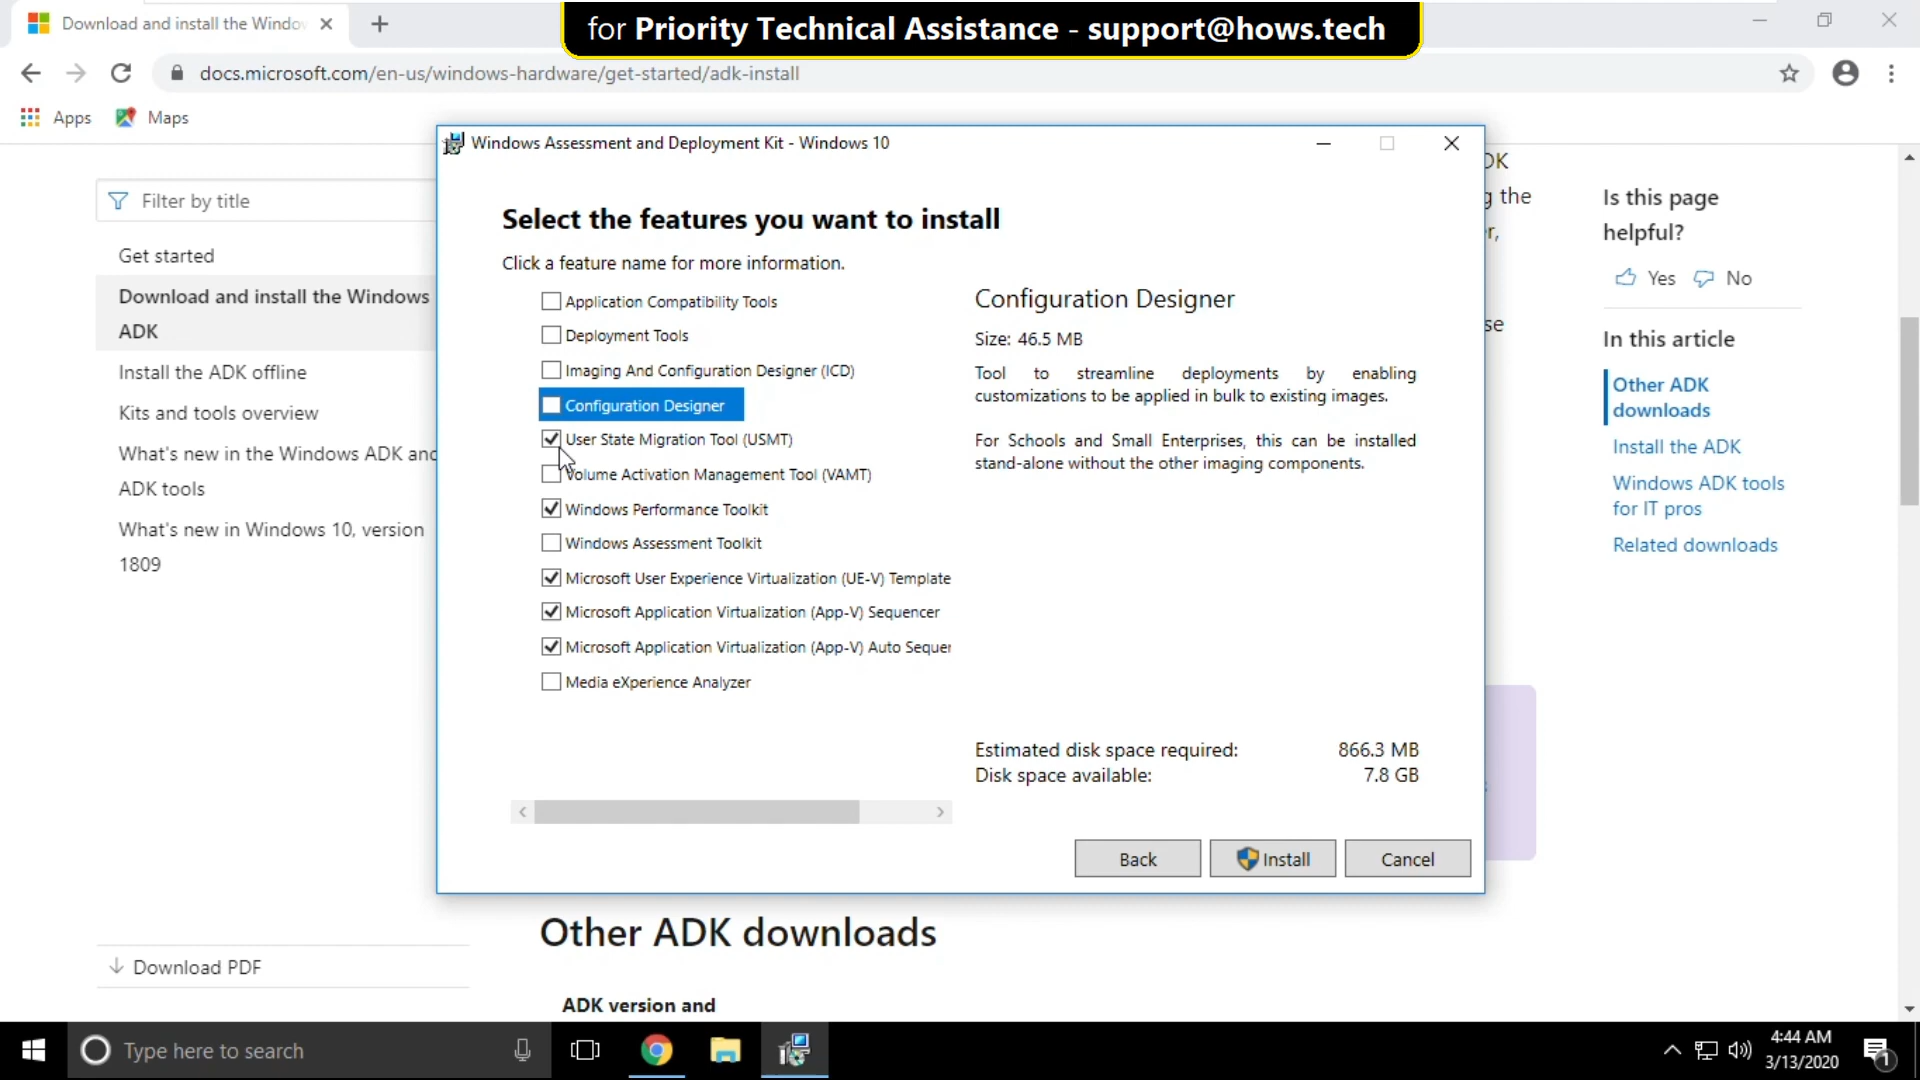 Download and install the Windov
for Priority Technical Assistance - support@hows.tech
docs.microsoft.com/en-us/windows-hardware/get-started/adk-install
Apps
Maps
Filter by title
Get started
Download and install the Windows
ADK
Install the ADK offline
Kits and tools overview
What's new in the Windows ADK and
ADK tools
What's new in Windows 10, version
1809
Download PDF
Windows Assessment and Deployment Kit - Windows 10
Select the features you want to install
Click a feature name for more information.
Application Compatibility Tools
Deployment Tools
Imaging And Configuration Designer (ICD)
Configuration Designer
User State Migration Tool (USMT)
Volume Activation Management Tool (VAMT)
Windows Performance Toolkit
Windows Assessment Toolkit
Microsoft User Experience Virtualization (UE-V) Template
Microsoft Application Virtualization (App-V) Sequencer
Microsoft Application Virtualization (App-V) Auto Sequer
Media eXperience Analyzer
Configuration Designer
Size: 46.5 MB
Tool to streamline deployments by enabling
customizations to be applied in bulk to existing images.
For Schools and Small Enterprises, this can be installed
stand-alone without the other imaging components.
Estimated disk space required: 866.3 MB
Disk space available: 7.8 GB
Back
Install
Cancel
DK
g the
r,
se
Other ADK downloads
ADK version and
Is this page
helpful?
Yes
No
In this article
Other ADK
downloads
Install the ADK
Windows ADK tools
for IT pros
Related downloads
Type here to search
4:44 AM
3/13/2020
1